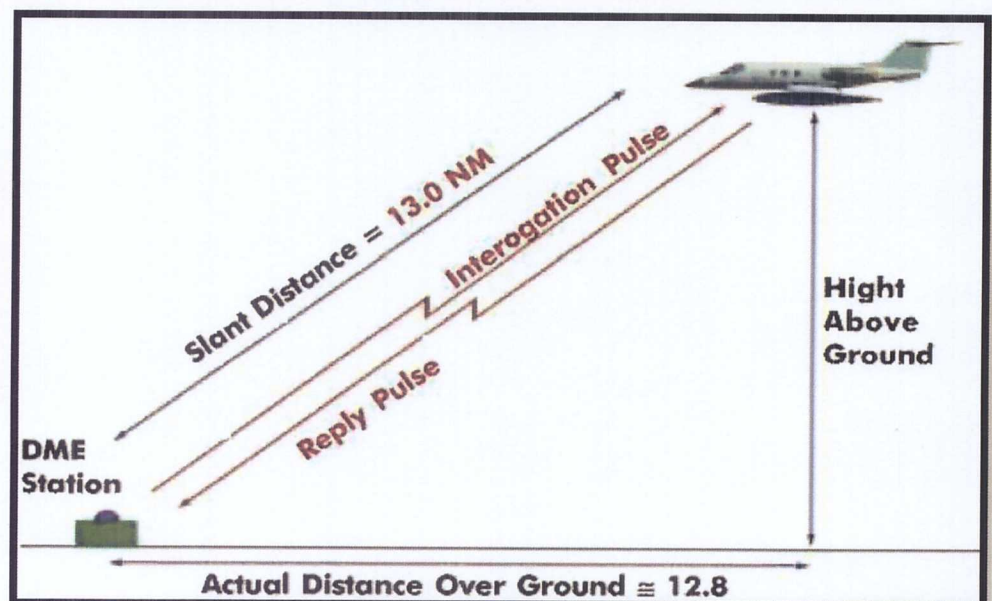 Slant Distance = 13.0 NM
Interogation Pulse
Reply Pulse
Hight
Above
Ground
DME
Station
Actual Distance Over Ground ≅ 12.8